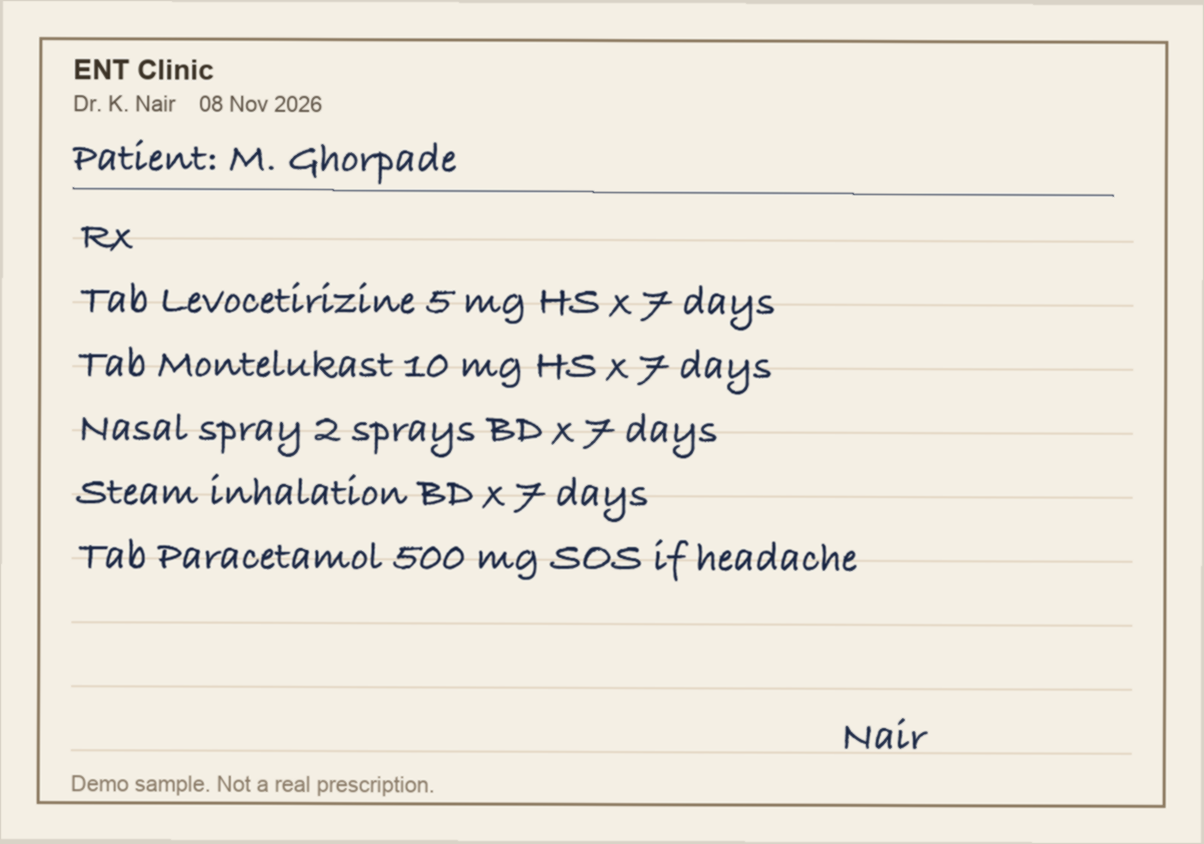 ENT Clinic
Dr. K. Nair 08 Nov 2026
Patient: M. Ghorpade
Rx
Tab Levocetirizine 5 mg HS x 7 days
Tab Montelukast 10 mg HS x 7 days
Nasal spray 2 sprays BD x 7 days
Steam inhalation BD x 7 days
Tab Paracetamol 500 mg SOS if headache
Nair
Demo sample. Not a real prescription.